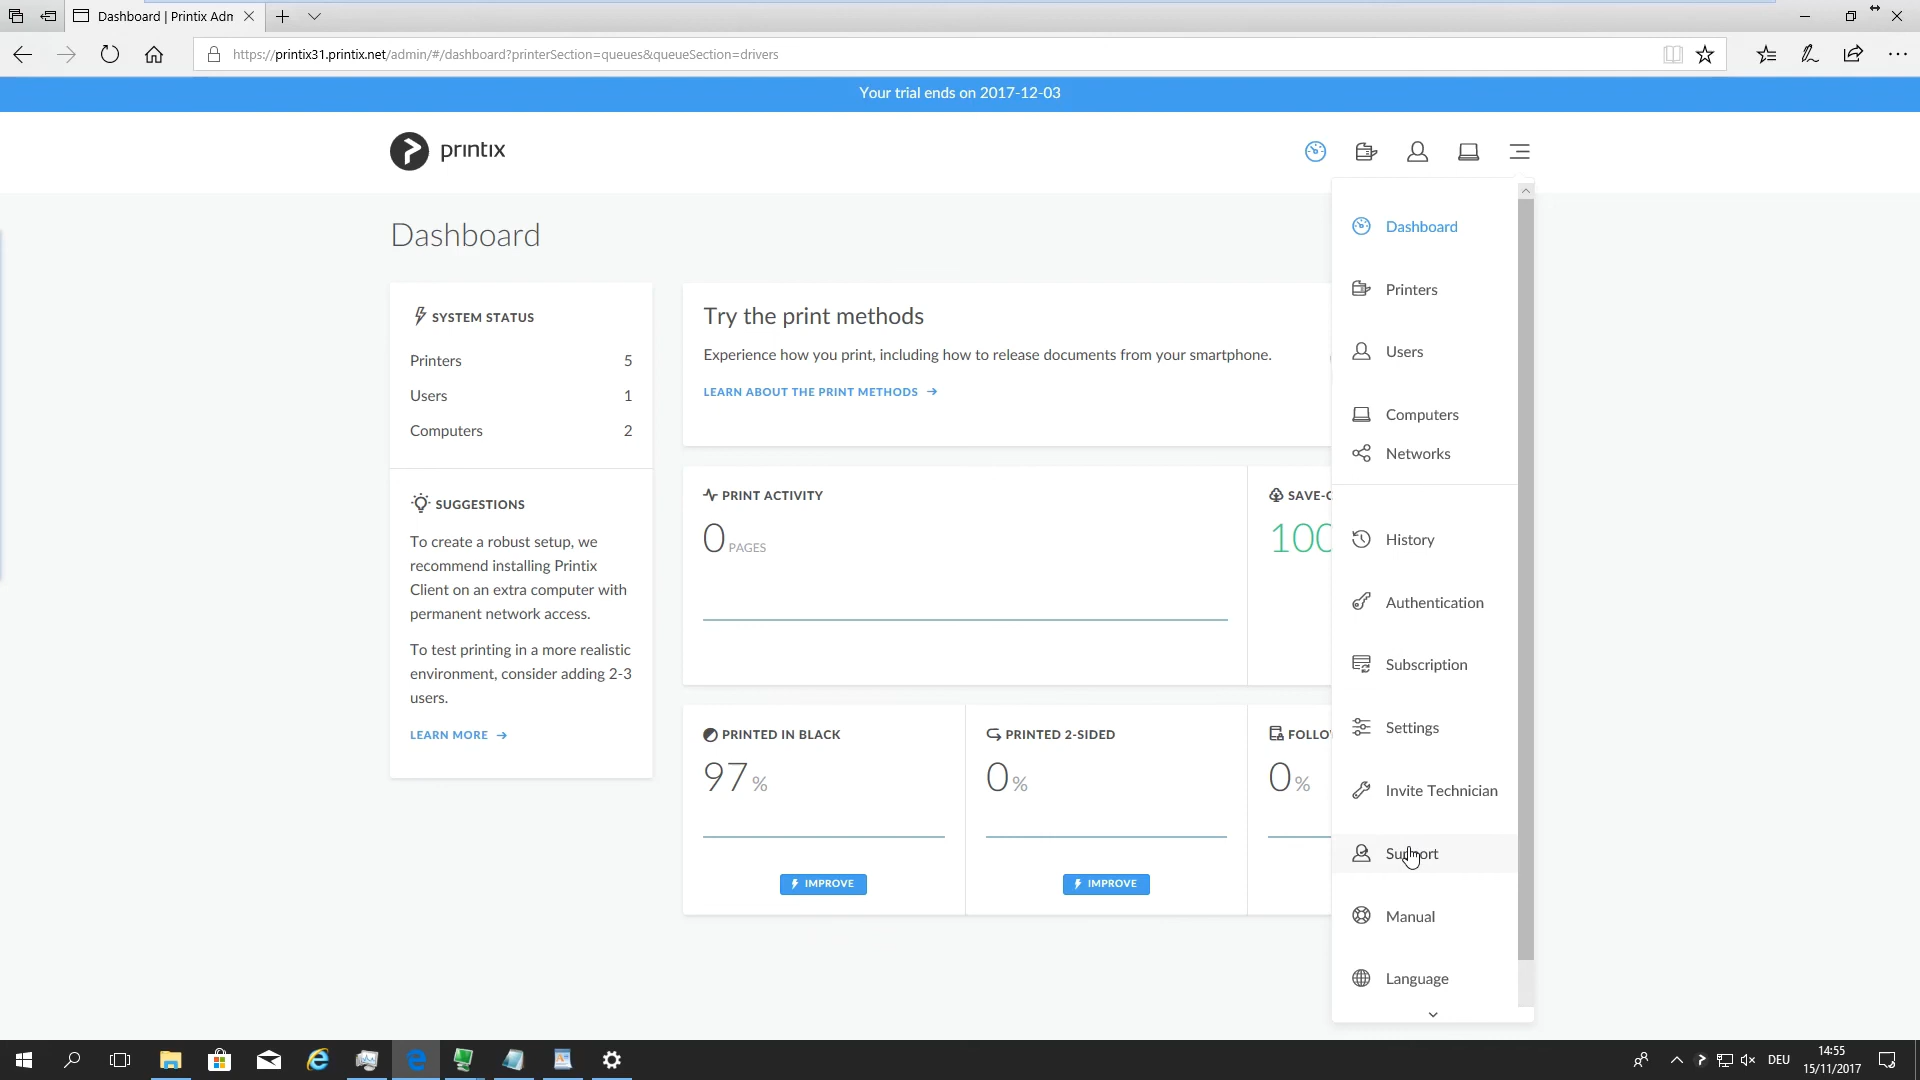 Dashboard | Printix Adm
https://printix31.printix.net/admin/#/dashboard?printerSection=queues&queueSection=drivers
Your trial ends on 2017-12-03
printix
Dashboard
SYSTEM STATUS
Printers 5
Users 1
Computers 2
SUGGESTIONS
To create a robust setup, we
recommend installing Printix
Client on an extra computer with
permanent network access.
To test printing in a more realistic
environment, consider adding 2-3
users.
LEARN MORE
Try the print methods
Experience how you print, including how to release documents from your smartphone.
LEARN ABOUT THE PRINT METHODS
PRINT ACTIVITY
0 PAGES
SAVE-
100
PRINTED IN BLACK
97 %
IMPROVE
PRINTED 2-SIDED
0 %
IMPROVE
FOLLO
0 %
Dashboard
Printers
Users
Computers
Networks
History
Authentication
Subscription
Settings
Invite Technician
Support
Manual
Language
DEU
14:55
15/11/2017